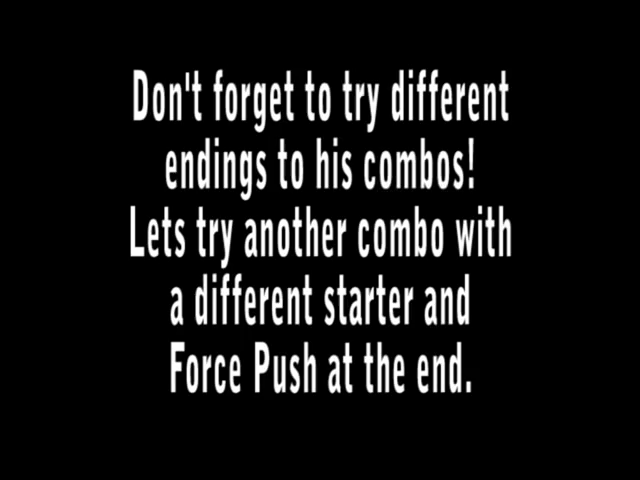 Don't forget to try different
endings to his combos!
Lets try another combo with
a different starter and
Force Push at the end.